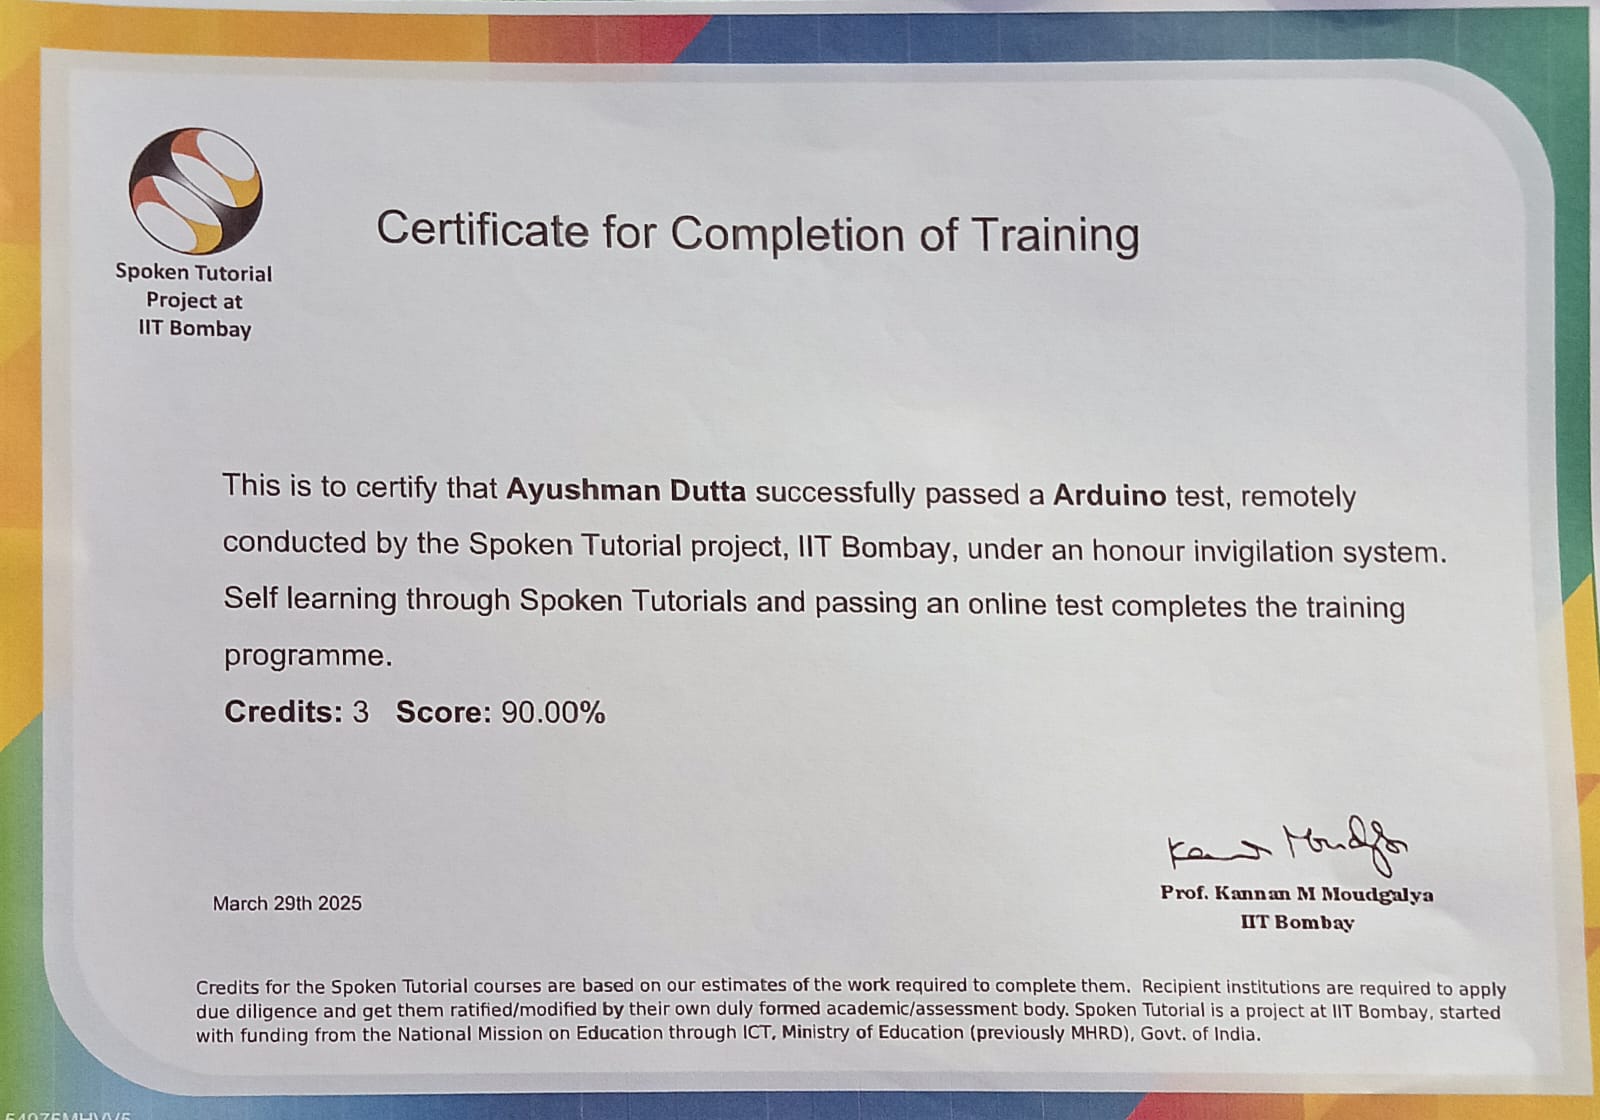 Spoken Tutorial
Project at
IIT Bombay
Certificate for Completion of Training
This is to certify that Ayushman Dutta successfully passed a Arduino test, remotely
conducted by the Spoken Tutorial project, IIT Bombay, under an honour invigilation system.
Self learning through Spoken Tutorials and passing an online test completes the training
programme.
Credits: 3 Score: 90.00%
March 29th 2025
Prof. Kannan M Moudgalya
IIT Bombay
Credits for the Spoken Tutorial courses are based on our estimates of the work required to complete them. Recipient institutions are required to apply
due diligence and get them ratified/modified by their own duly formed academic/assessment body. Spoken Tutorial is a project at IIT Bombay, started
with funding from the National Mission on Education through ICT, Ministry of Education (previously MHRD), Govt. of India.